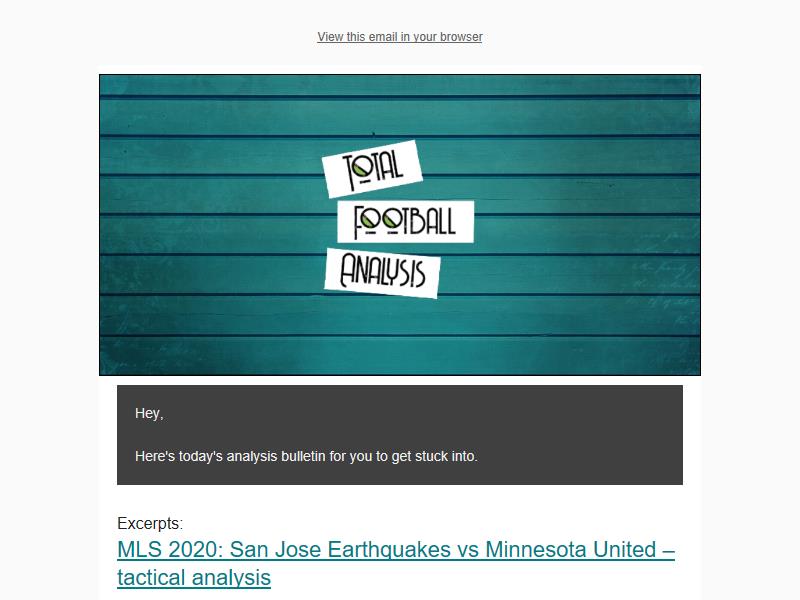 View this email in your browser
TOTAL
FOOTBALL
ANALYSIS
Hey,
Here's today's analysis bulletin for you to get stuck into.
Excerpts:
MLS 2020: San Jose Earthquakes vs Minnesota United –
tactical analysis